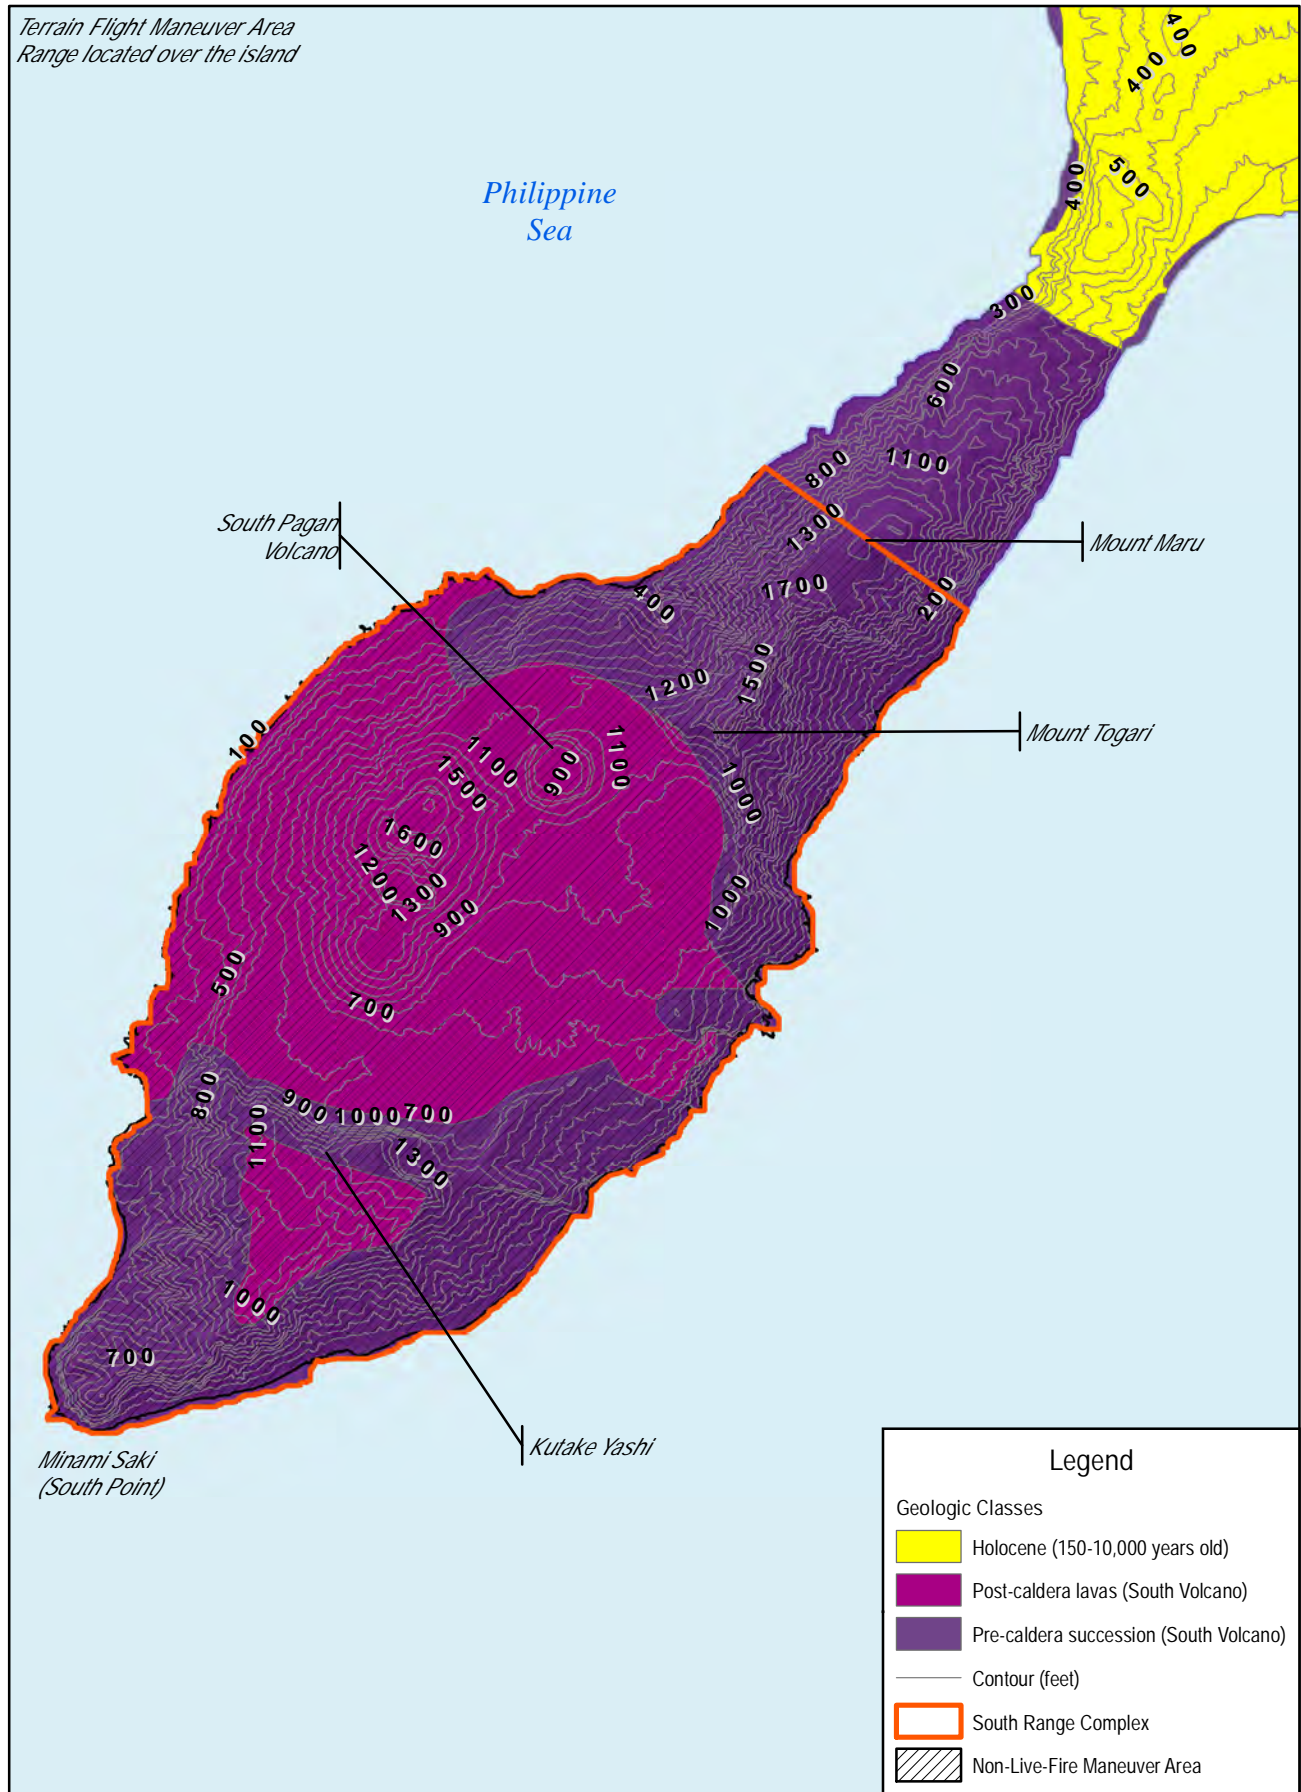 Terrain Flight Maneuver Area
Range located over the island
400
400
500
400
Philippine
Sea
300
600
1100
800
1300
South Pagan
Volcano
Mount Maru
1700
400
200
1500
1200
100
Mount Togari
1100
1100
900
1500
1000
1600
1200
1300
1000
900
500
700
800
900
1000
700
1100
1300
1000
700
Kutake Yashi
Minami Saki
(South Point)
Legend
Geologic Classes
Holocene (150-10,000 years old)
Post-caldera lavas (South Volcano)
Pre-caldera succession (South Volcano)
Contour (feet)
South Range Complex
Non-Live-Fire Maneuver Area